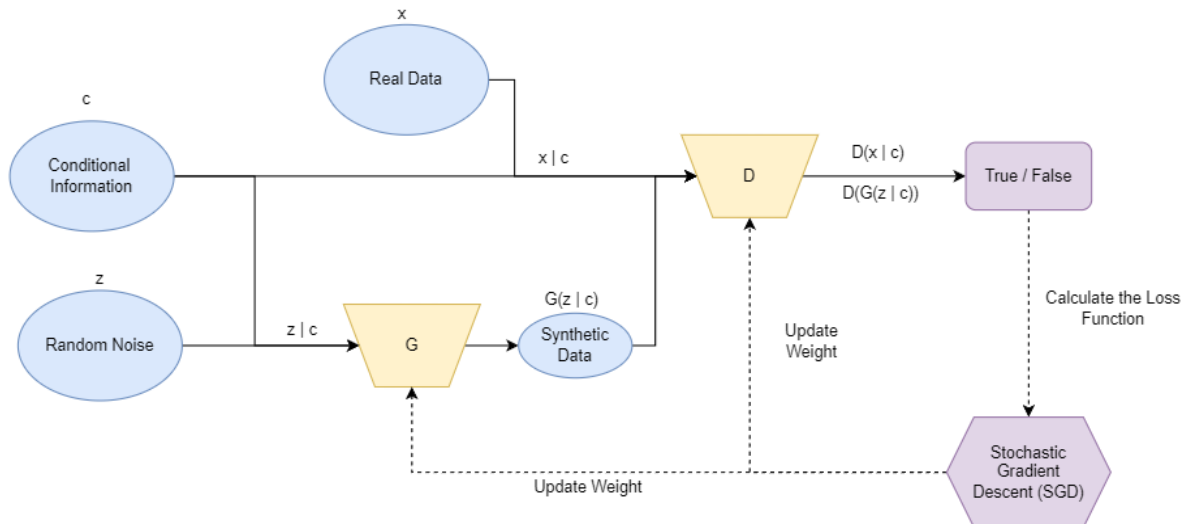 x
Real Data
c
Conditional
Information
x | c
D
D(x | c)
D(G(z | c))
True / False
z
Random Noise
z | c
G
G(z | c)
Synthetic
Data
Update
Weight
Calculate the Loss
Function
Update Weight
Stochastic
Gradient
Descent (SGD)